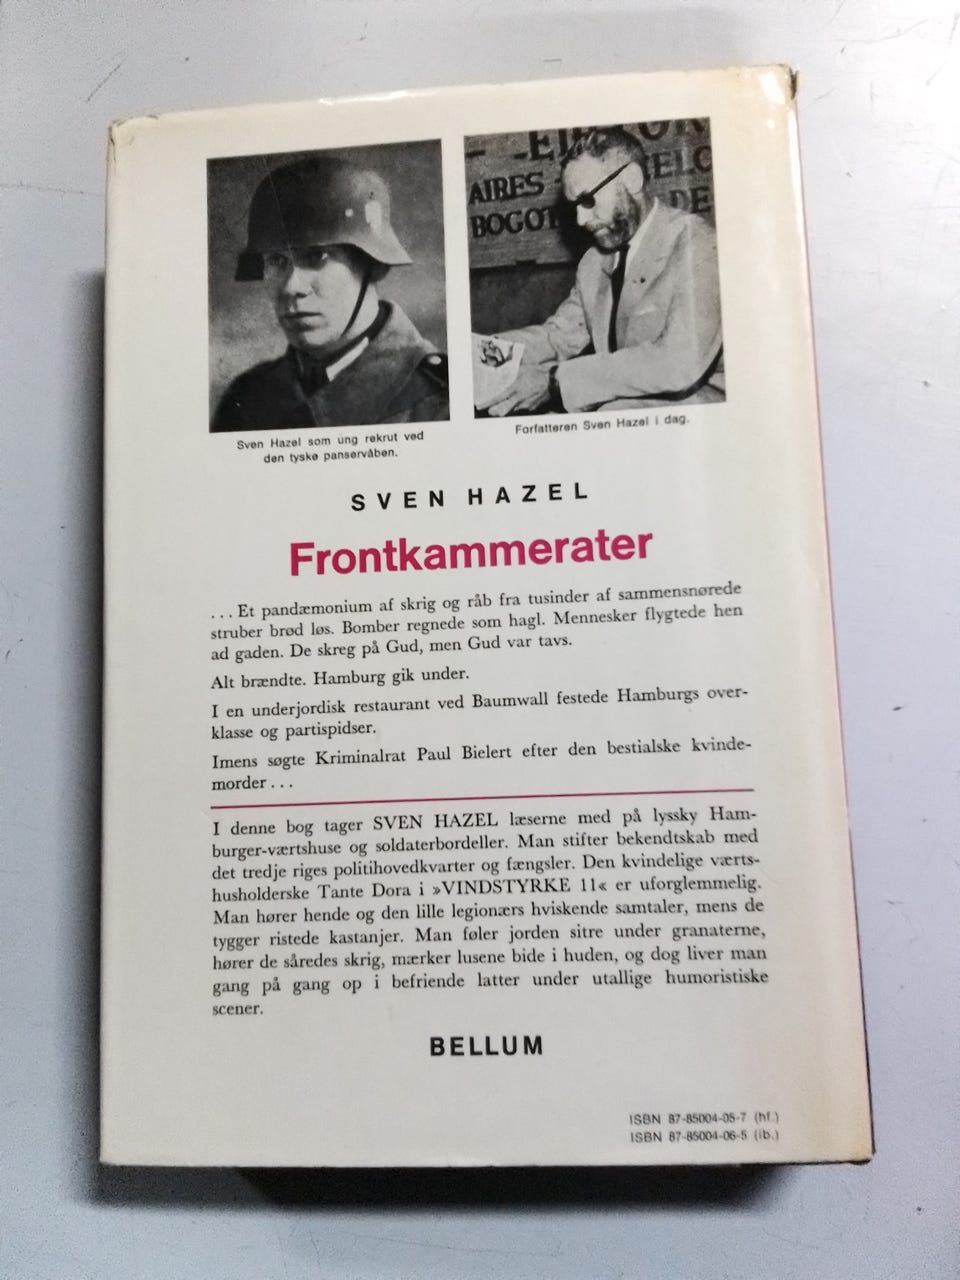 - -EJE
AIRES
BOGOT
DE
Sven Hazel som ung rekrut ved
den tyske panservåben.
Forfatteren Sven Hazel i dag.
SVEN HAZEL
Frontkammerater
... Et pandæmonium af skrig og råb fra tusinder af sammensnørede
struber brød løs. Bomber regnede som hagl. Mennesker flygtede hen
ad gaden. De skreg på Gud, men Gud var tavs.
Alt brændte. Hamburg gik under.
I en underjordisk restaurant ved Baumwall festede Hamburgs over-
klasse og partispidser.
Imens søgte Kriminalrat Paul Bielert efter den bestialske kvinde-
morder ...
I denne bog tager SVEN HAZEL læserne med på lyssky Ham-
burger-værtshuse og soldaterbordeller. Man stifter bekendtskab med
det tredje riges politihovedkvarter og fængsler. Den kvindelige værts-
husholderske Tante Dora i »VINDSTYRKE 11« er uforglemmelig.
Man hører hende og den lille legionærs hviskende samtaler, mens de
tygger ristede kastanjer. Man føler jorden sitre under granaterne,
hører de såredes skrig, mærker lusene bide i huden, og dog liver man
gang på gang op i befriende latter under utallige humoristiske
scener.
BELLUM
ISBN 87-85004-05-7 (hf.)
ISBN 87-85004-06-5 (ib.)